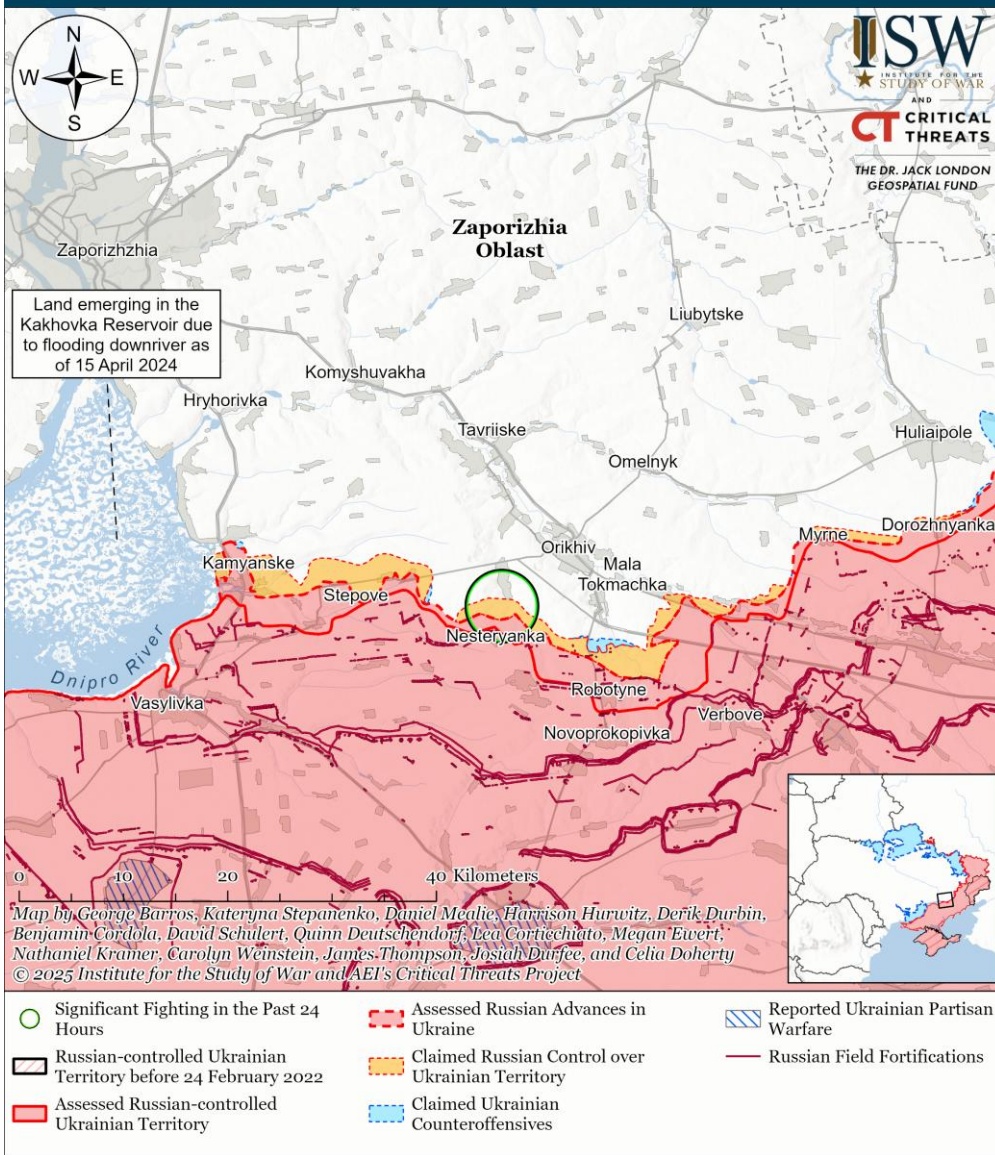 N
W E
S
ISW
INSTITUTE FOR THE
STUDY OF WAR
AND
CT CRITICAL
THREATS
THE DR. JACK LONDON
GEOSPATIAL FUND
Zaporizhia
Oblast
Zaporizhzhia
Land emerging in the
Kakhovka Reservoir due
to flooding downriver as
of 15 April 2024
Liubytske
Komyshuvakha
Hryhorivka
Tavriiske
Huliaipole
Omelnyk
Dorozhnyanka
Myrne
Orikhiv
Mala
Tokmachka
Kamyanske
Stepove
Nesteryanka
Dnipro River
Robotyne
Vasylivka
Verbove
Novoprokopivka
0 10 20 40 Kilometers
Map by George Barros, Kateryna Stepanenko, Daniel Mealie, Harrison Hurwitz, Derik Durbin,
Benjamin Cordola, David Schulert, Quinn Deutschendorf, Lea Corticchiato, Megan Ewert,
Nathaniel Kramer, Carolyn Weinstein, James Thompson, Josiah Durfee, and Celia Doherty
© 2025 Institute for the Study of War and AEI's Critical Threats Project
Significant Fighting in the Past 24
Hours
Russian-controlled Ukrainian
Territory before 24 February 2022
Assessed Russian-controlled
Ukrainian Territory
Assessed Russian Advances in
Ukraine
Claimed Russian Control over
Ukrainian Territory
Claimed Ukrainian
Counteroffensives
Reported Ukrainian Partisan
Warfare
Russian Field Fortifications